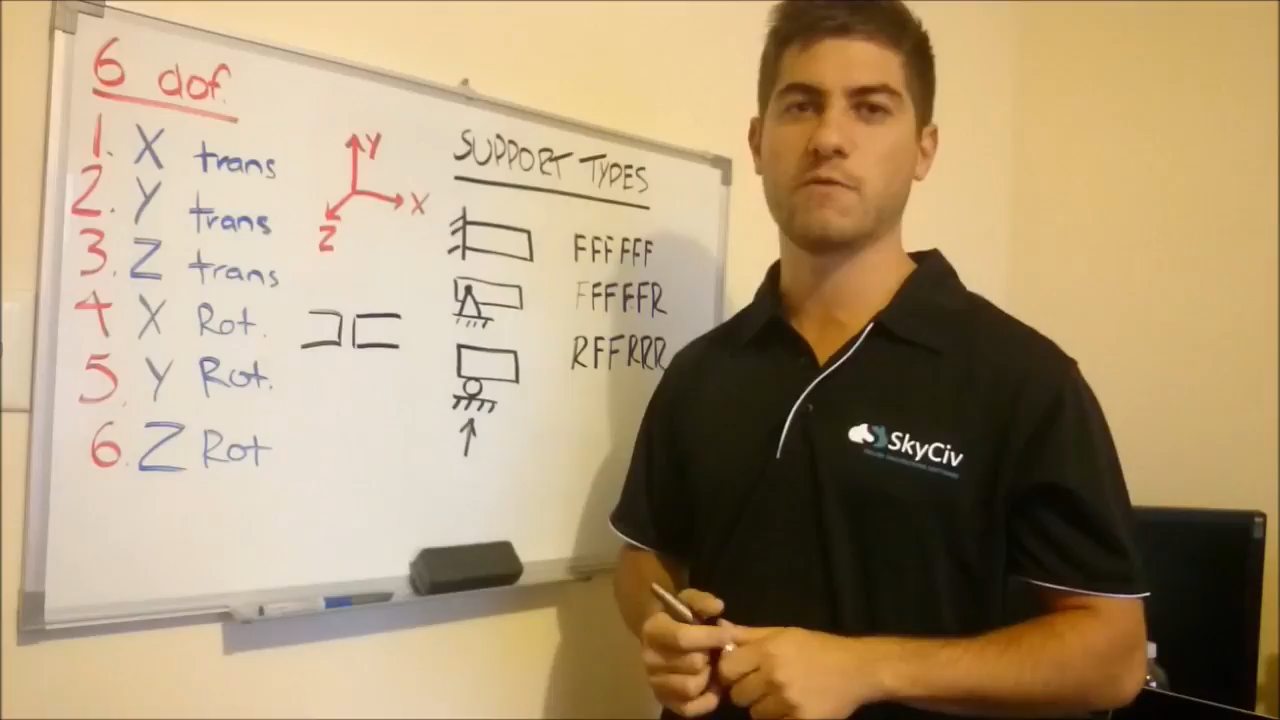 6 dof.
1. X trans
2. Y trans
3. Z trans
4 X Rot.
5. Y Rot.
6. Z Rot
Y
X
Z
SUPPORT TYPES
FFFFFF
FFFFFR
RFFRRR
SkyCiv